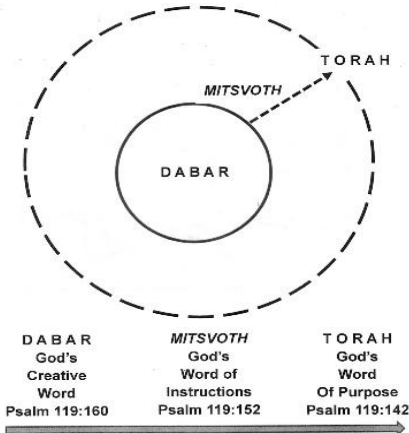 TORAH
MITSVOTH
DABAR
DABAR
God's
Creative
Word
Psalm 119:160
MITSVOTH
God's
Word of
Instructions
Psalm 119:152
TORAH
God's
Word
Of Purpose
Psalm 119:142